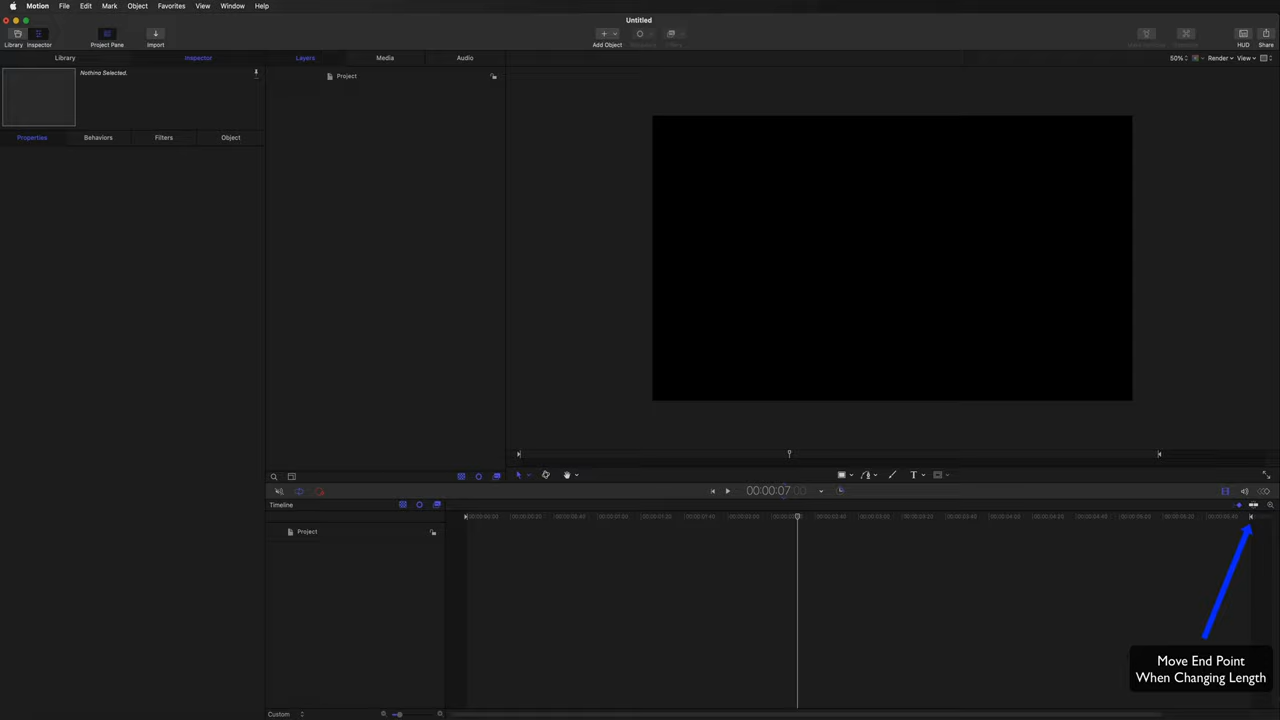 Motion File Edit Mark Object Favorites View Window Help
Untitled
Library Inspector Project Pane Import Add Object HUD Share
Library Inspector Layers Media Audio 50% Render View
Nothing Selected.
Project
Properties Behaviors Filters Object
00:00:07:00
Timeline
Project
Move End Point
When Changing Length
Custom